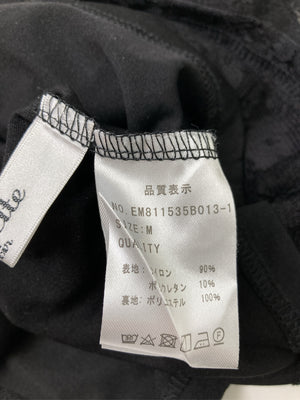 品質表示
NO.EM811535B013-1
SIZE:M
QUALITY
表地: ナイロン 90%
ポリウレタン 10%
裏地: ポリエステル 100%